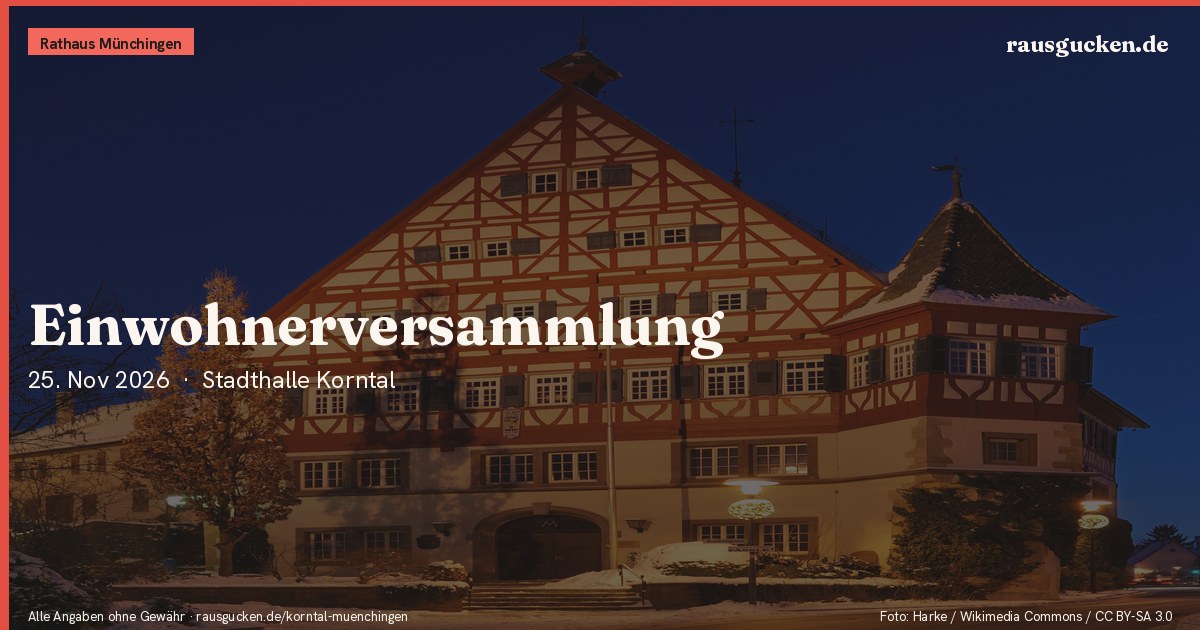 Rathaus Münchingen
rausgucken.de
Einwohnerversammlung
25. Nov 2026 · Stadthalle Korntal
Alle Angaben ohne Gewähr · rausgucken.de/korntal-muenchingen
Foto: Harke / Wikimedia Commons / CC BY-SA 3.0